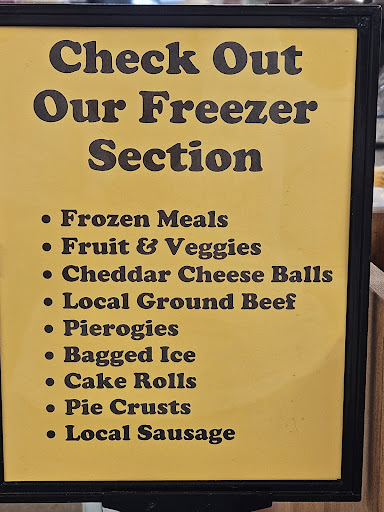 Check Out
Our Freezer
Section
• Frozen Meals
• Fruit & Veggies
• Cheddar Cheese Balls
• Local Ground Beef
• Pierogies
• Bagged Ice
• Cake Rolls
• Pie Crusts
• Local Sausage